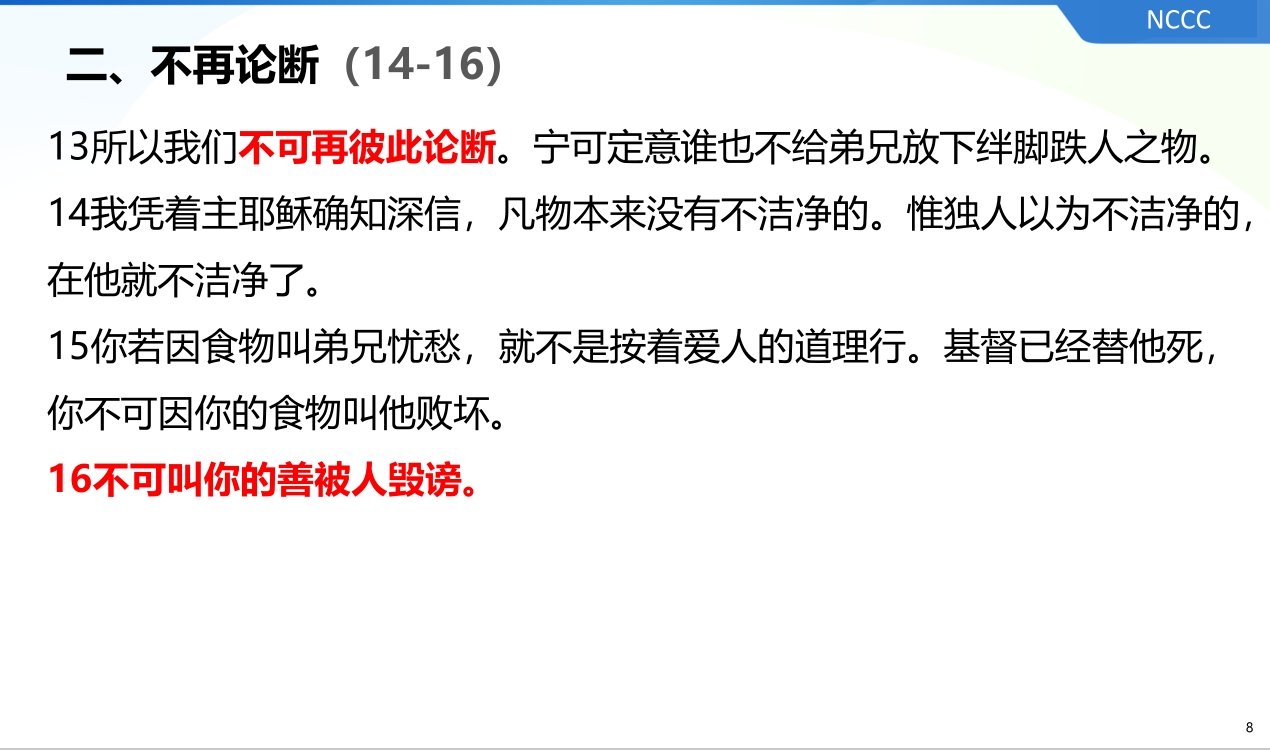 NCCC
二、不再论断（14-16）
13所以我们不可再彼此论断。宁可定意谁也不给弟兄放下绊脚跌人之物。
14我凭着主耶稣确知深信，凡物本来没有不洁净的。惟独人以为不洁净的，
在他就不洁净了。
15你若因食物叫弟兄忧愁，就不是按着爱人的道理行。基督已经替他死，
你不可因你的食物叫他败坏。
16不可叫你的善被人毁谤。
8